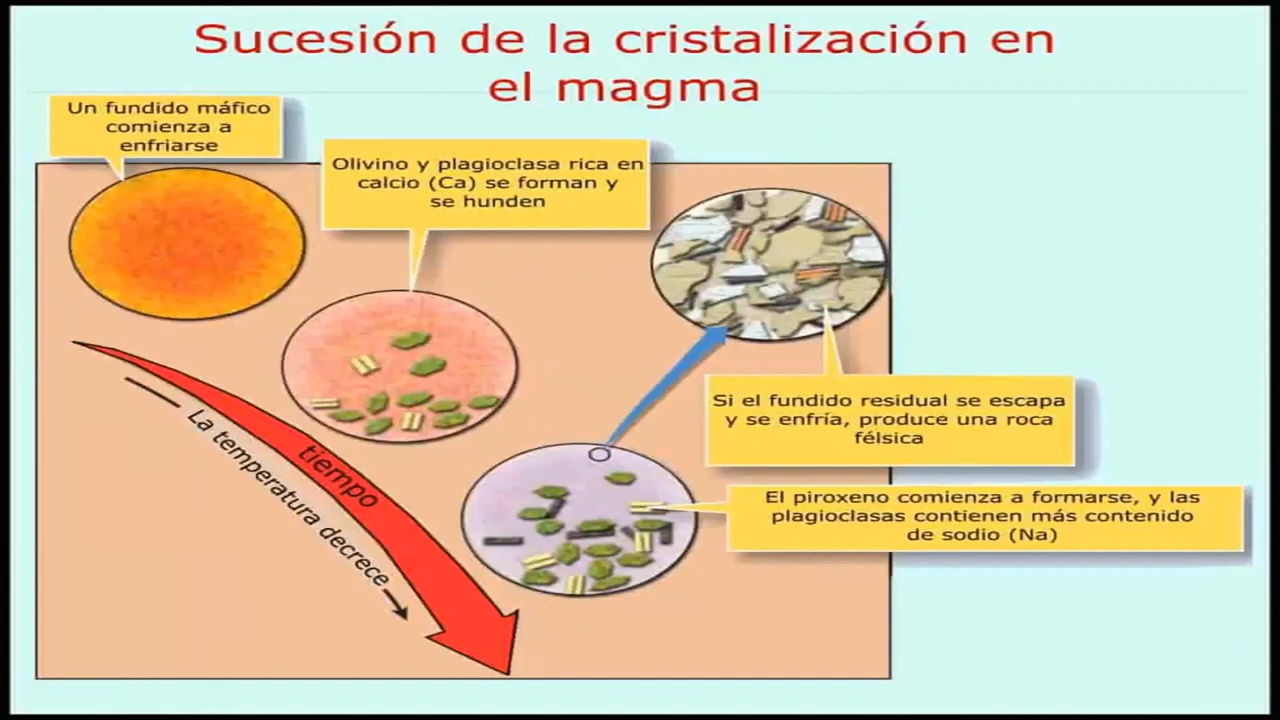 Sucesión de la cristalización en
el magma
Un fundido máfico
comienza a
enfriarse
Olivino y plagioclasa rica en
calcio (Ca) se forman y
se hunden
Si el fundido residual se escapa
y se enfría, produce una roca
félsica
El piroxeno comienza a formarse, y las
plagioclasas contienen más contenido
de sodio (Na)
tiempo
La temperatura decrece